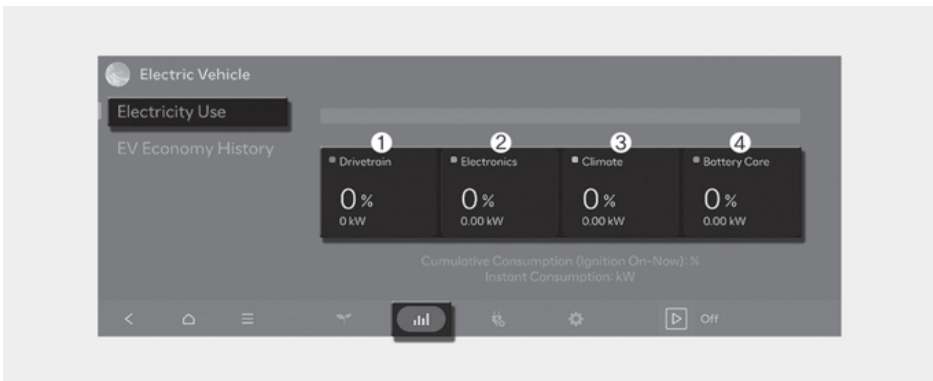 Electric Vehicle
Electricity Use
EV Economy History
1 2 3 4
Drivetrain Electronics Climate Battery Care
0 % 0 % 0 % 0 %
0 kW 0.00 kW 0.00 kW 0.00 kW
Cumulative Consumption (Ignition On-Now): %
Instant Consumption: kW
Off